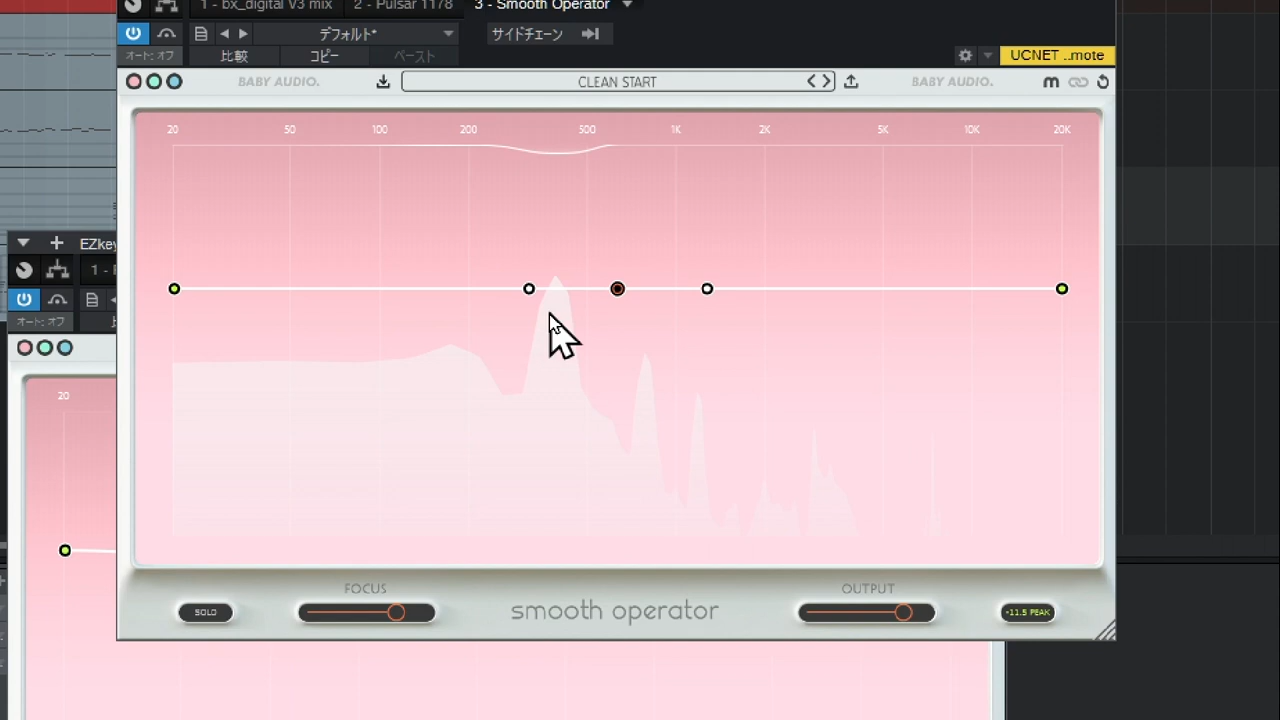 1 - bx_digital V3 mix 2 - Pulsar 1178 3 - Smooth Operator
デフォルト* サイドチェーン
オート: オフ 比較 コピー ペースト UCNET ..mote
BABY AUDIO. CLEAN START BABY AUDIO. m
20 50 100 200 500 1K 2K 5K 10K 20K
EZkey
1 -
オート: オフ
20
FOCUS OUTPUT
SOLO smooth operator -11.5 PEAK